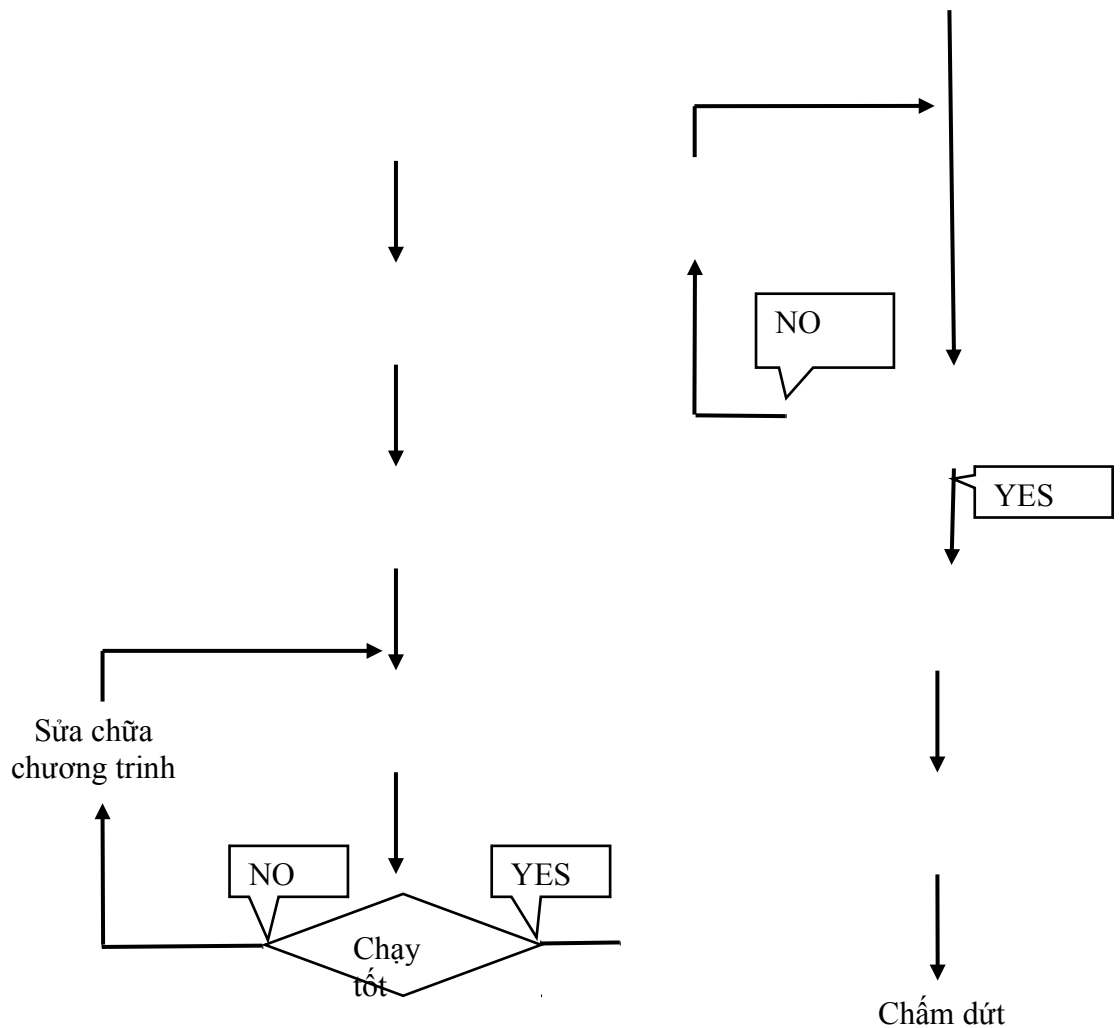 NO
YES
Sửa chữa
chương trinh
NO
YES
Chạy
tốt
Chấm dứt